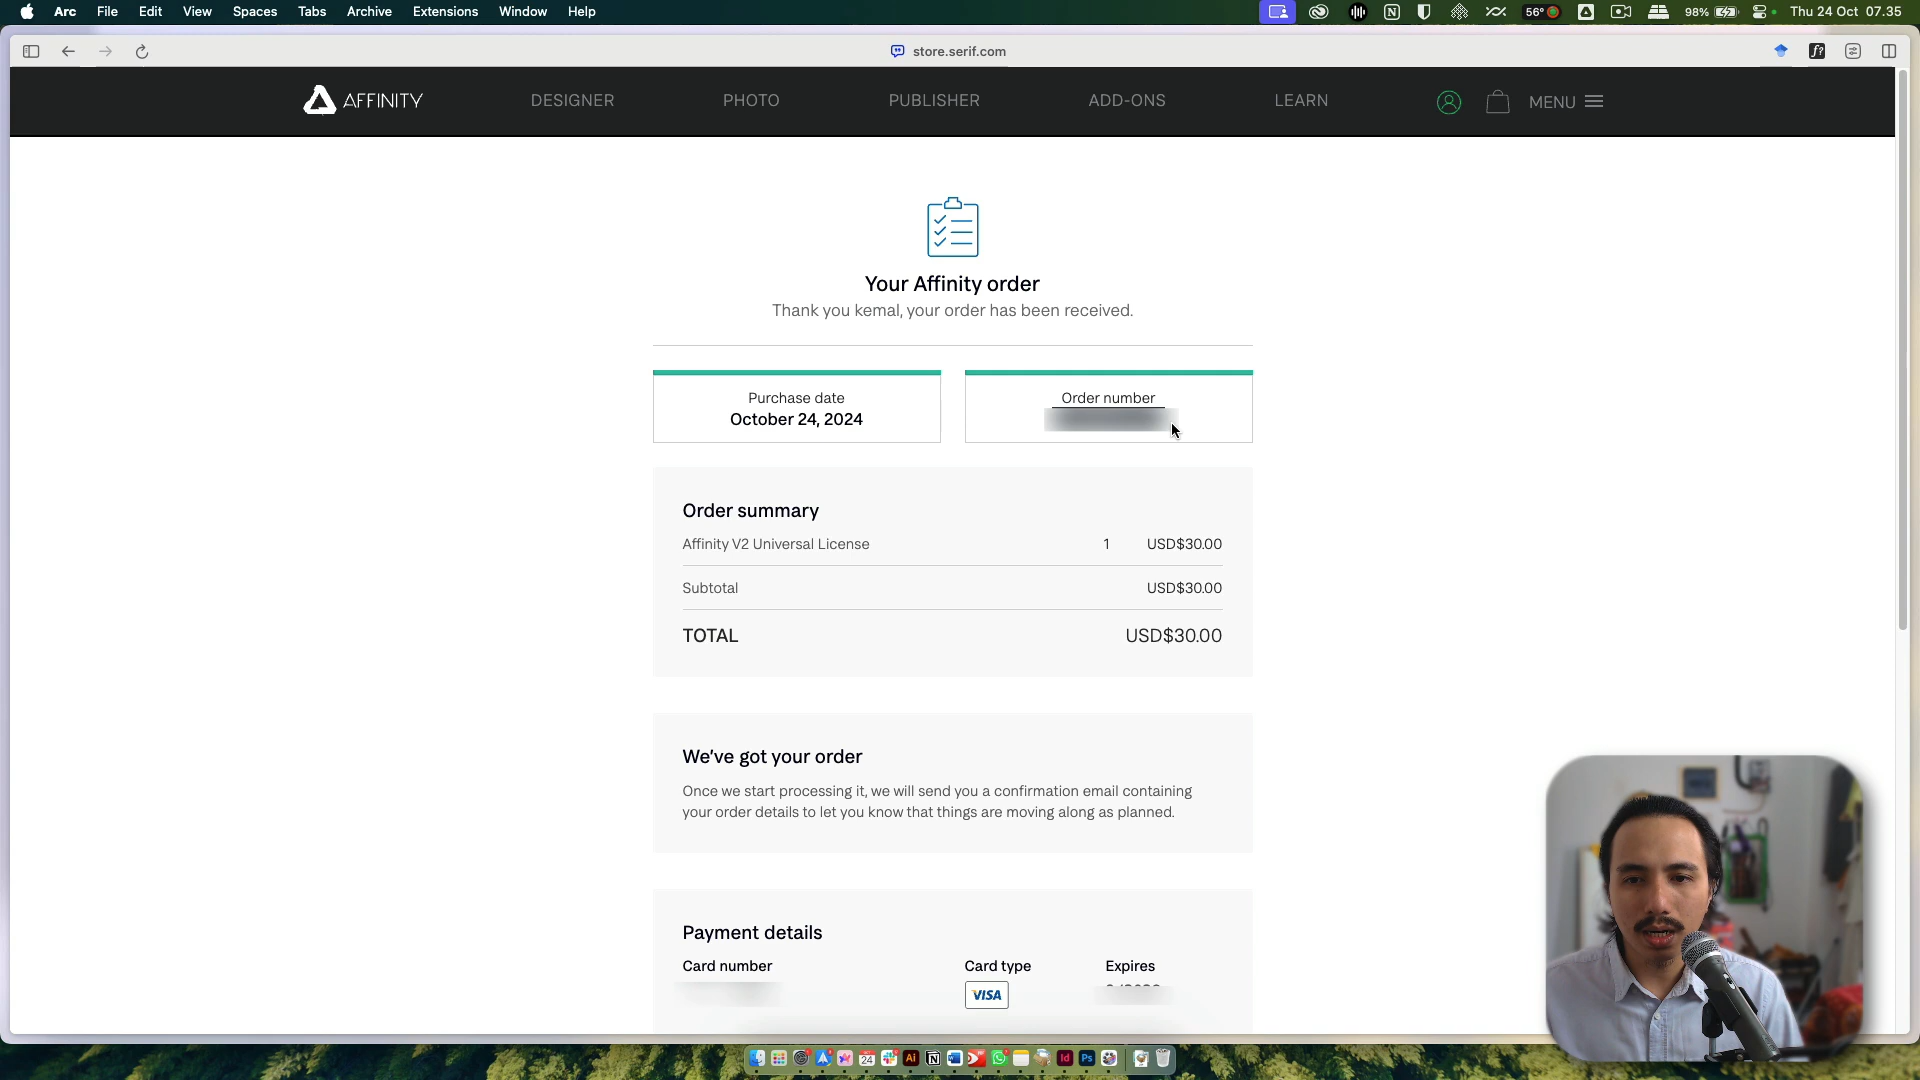 Arc File Edit View Spaces Tabs Archive Extensions Window Help 56° 98% Thu 24 Oct 07.35
store.serif.com
AFFINITY DESIGNER PHOTO PUBLISHER ADD-ONS LEARN MENU
Your Affinity order
Thank you kemal, your order has been received.
Purchase date
October 24, 2024
Order number
Order summary
Affinity V2 Universal License 1 USD$30.00
Subtotal USD$30.00
TOTAL USD$30.00
We've got your order
Once we start processing it, we will send you a confirmation email containing
your order details to let you know that things are moving along as planned.
Payment details
Card number Card type Expires
VISA
24 Ai Id Ps